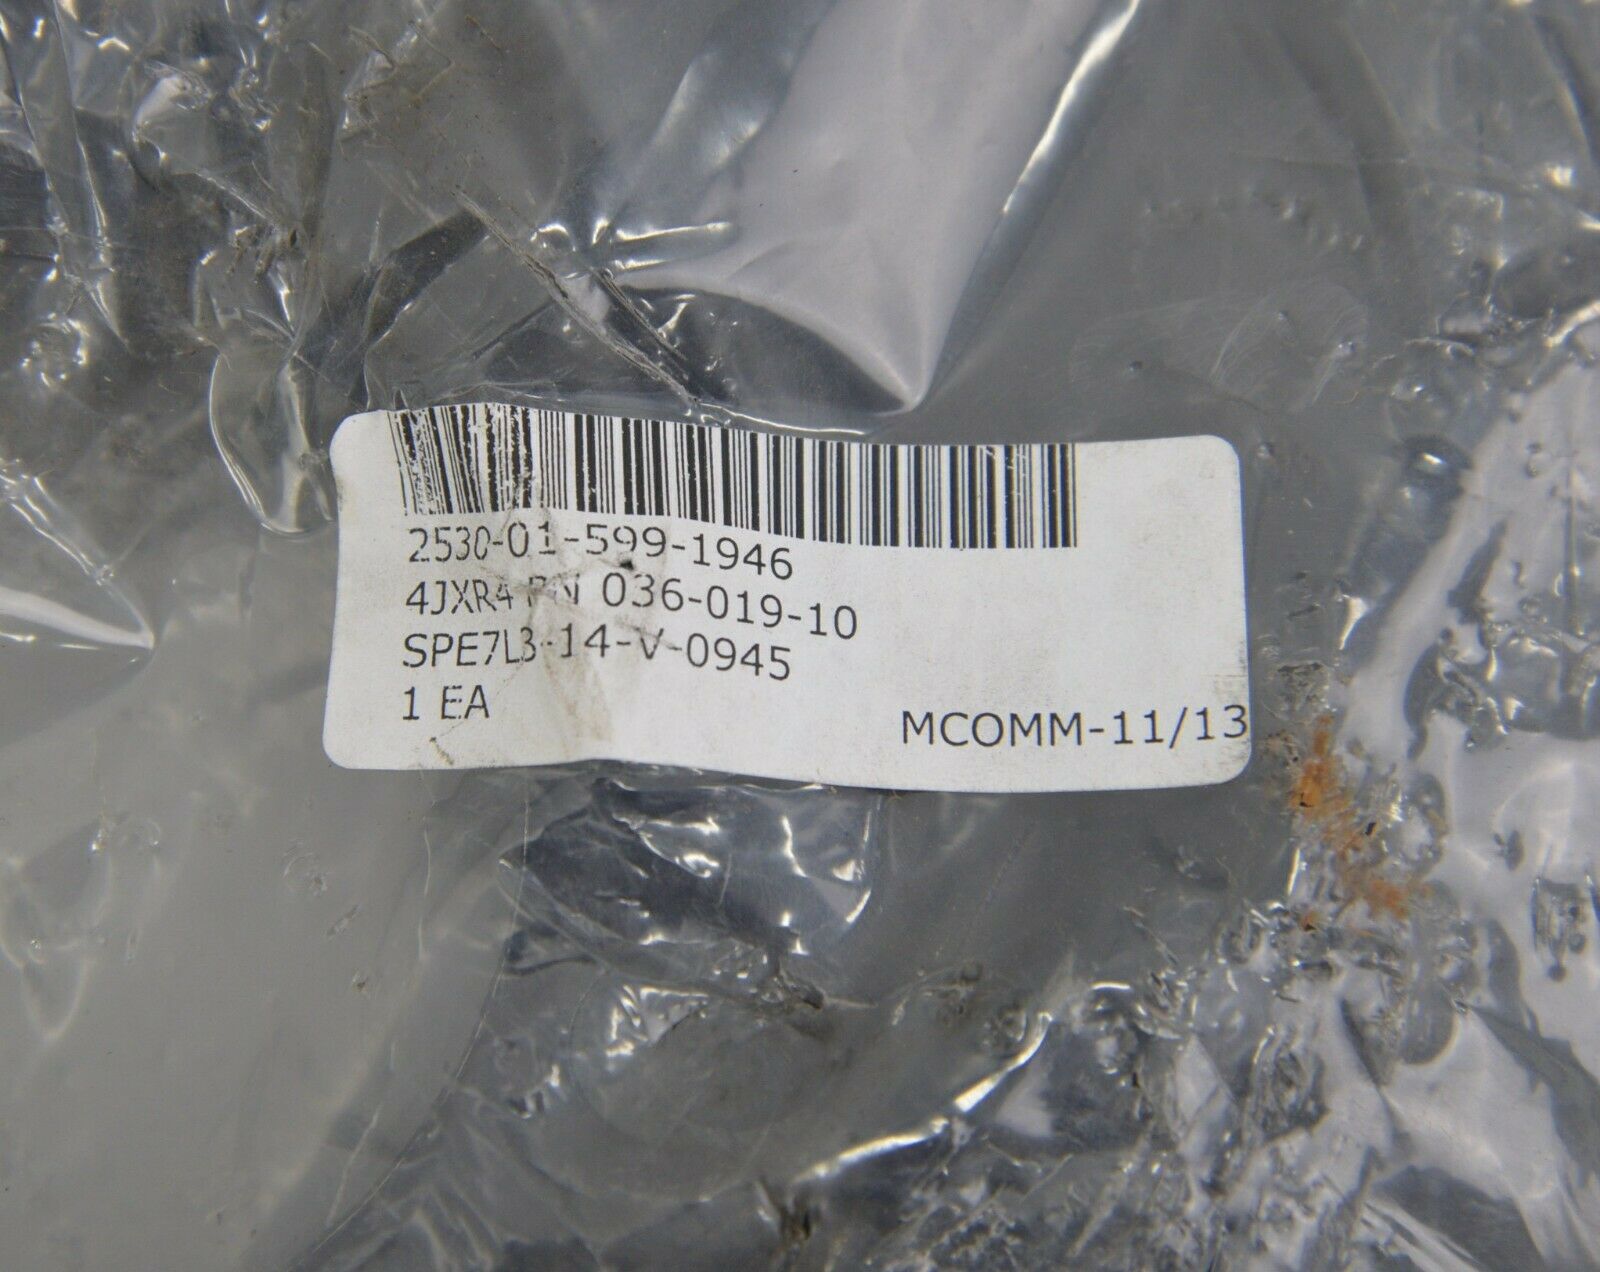 2530-01-599-1946
4JXR4 PN 036-019-10
SPE7L3-14-V-0945
1 EA
MCOMM-11/13